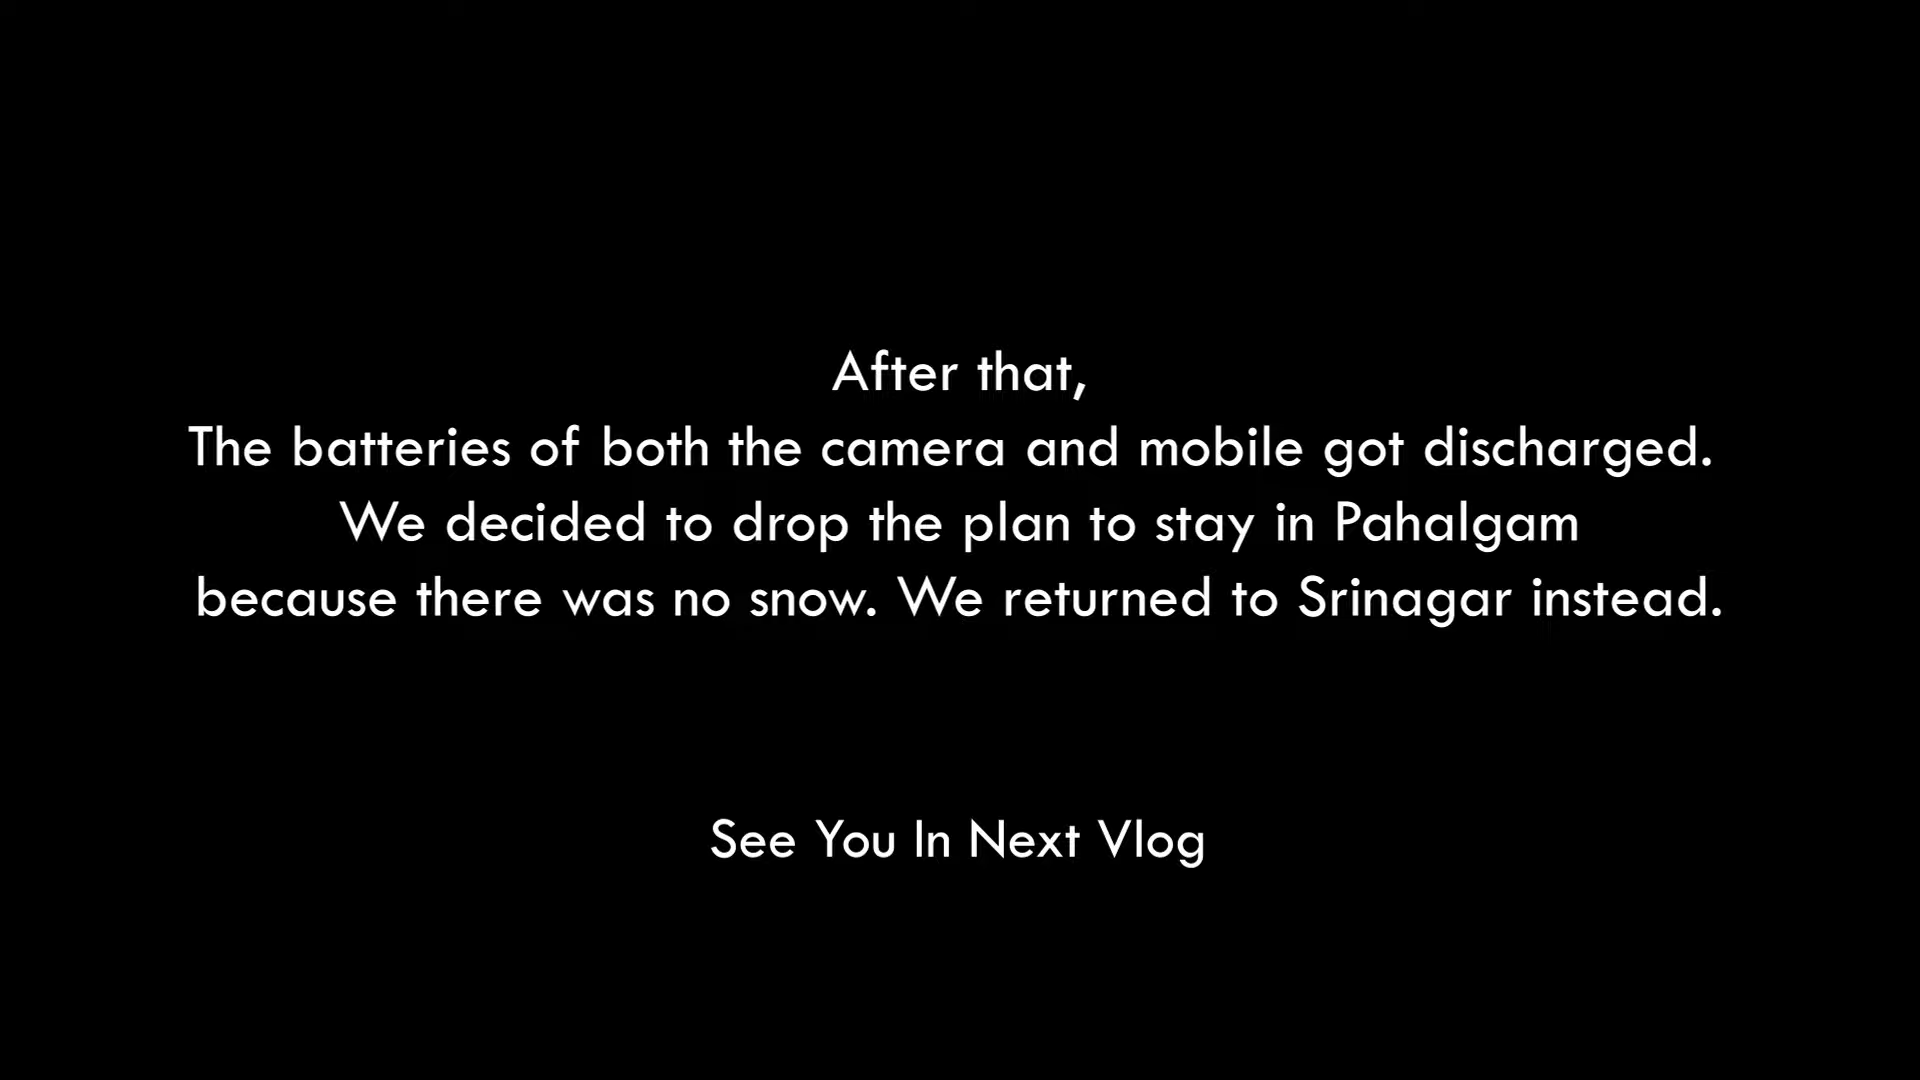 After that,
The batteries of both the camera and mobile got discharged.
We decided to drop the plan to stay in Pahalgam
because there was no snow. We returned to Srinagar instead.
See You In Next Vlog